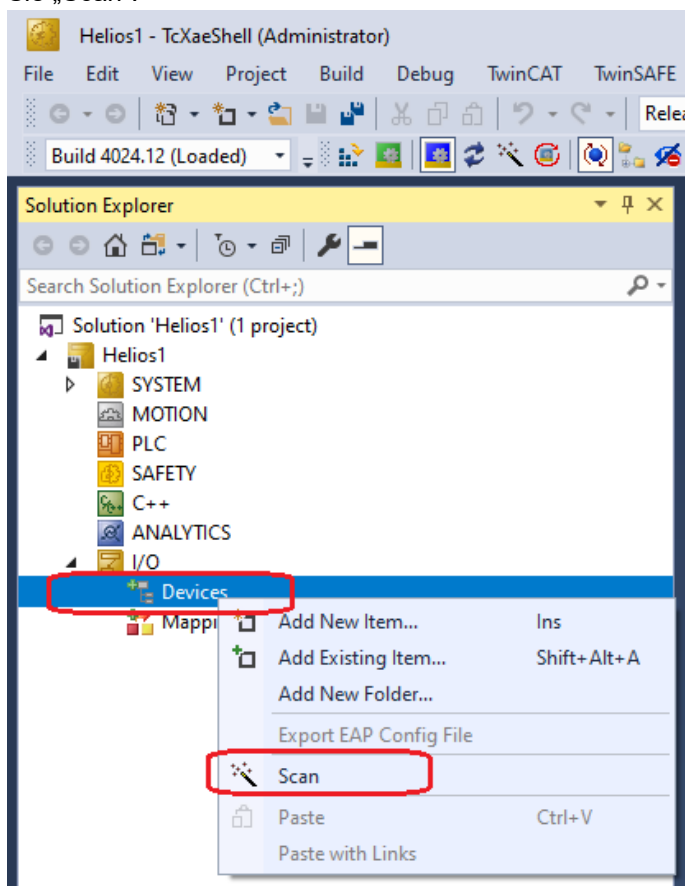 Helios1 - TcXaeShell (Administrator)
File Edit View Project Build Debug TwinCAT TwinSAFE
Build 4024.12 (Loaded)
Solution Explorer
Search Solution Explorer (Ctrl+;)
Solution 'Helios1' (1 project)
Helios1
SYSTEM
MOTION
PLC
SAFETY
C++
ANALYTICS
I/O
Devices
Add New Item... Ins
Add Existing Item... Shift+Alt+A
Add New Folder...
Export EAP Config File
Scan
Paste Ctrl+V
Paste with Links